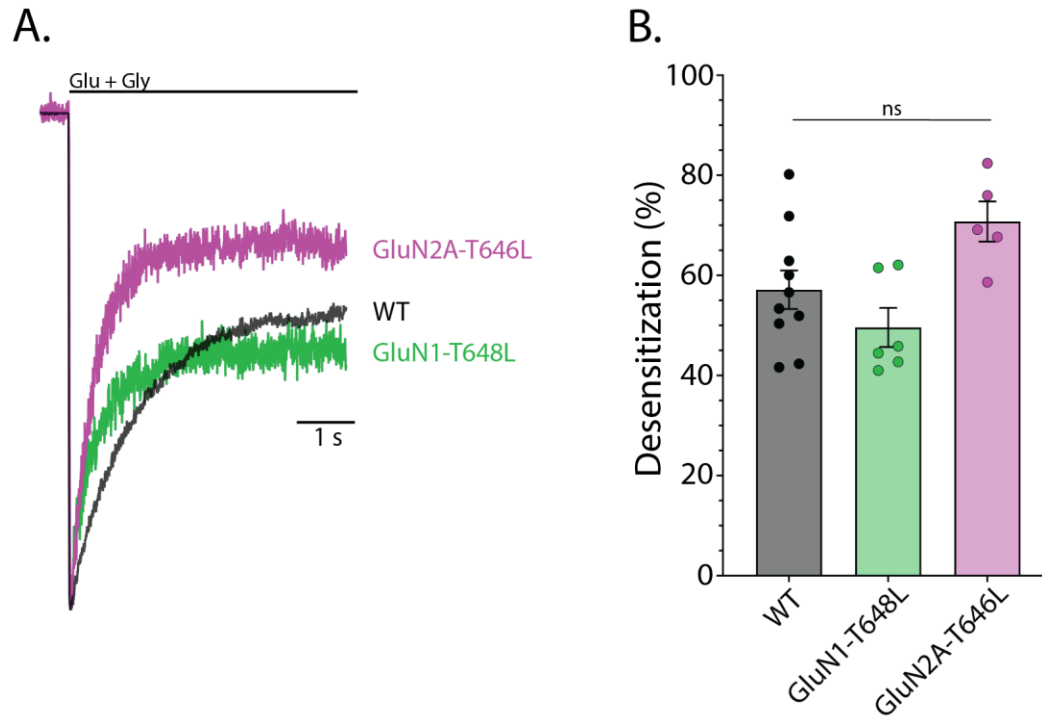 A.
Glu + Gly
GluN2A-T646L
WT
GluN1-T648L
1 s
B.
Desensitization (%)
100
80
60
40
20
0
ns
WT
GluN1-T648L
GluN2A-T646L